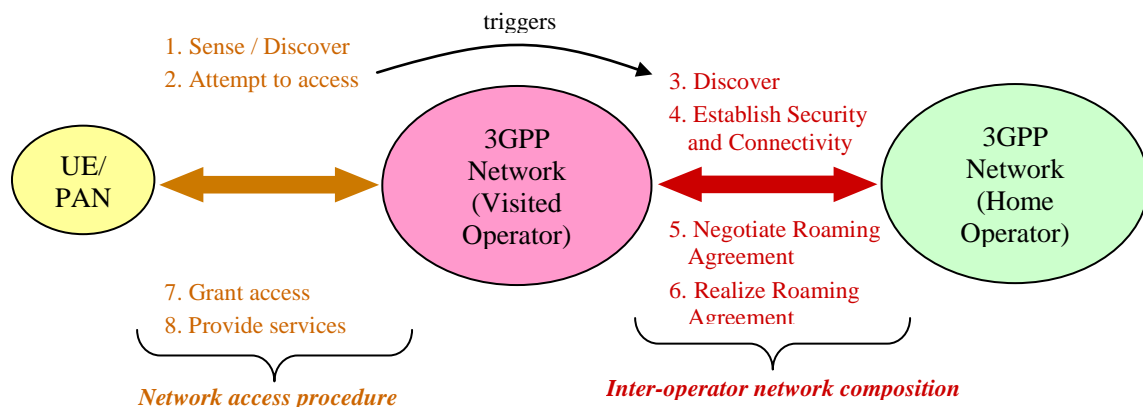 triggers
1. Sense / Discover
2. Attempt to access
3. Discover
4. Establish Security
and Connectivity
UE/
PAN
3GPP
Network
(Visited
Operator)
3GPP
Network
(Home
Operator)
5. Negotiate Roaming
Agreement
6. Realize Roaming
Agreement
7. Grant access
8. Provide services
Network access procedure
Inter-operator network composition